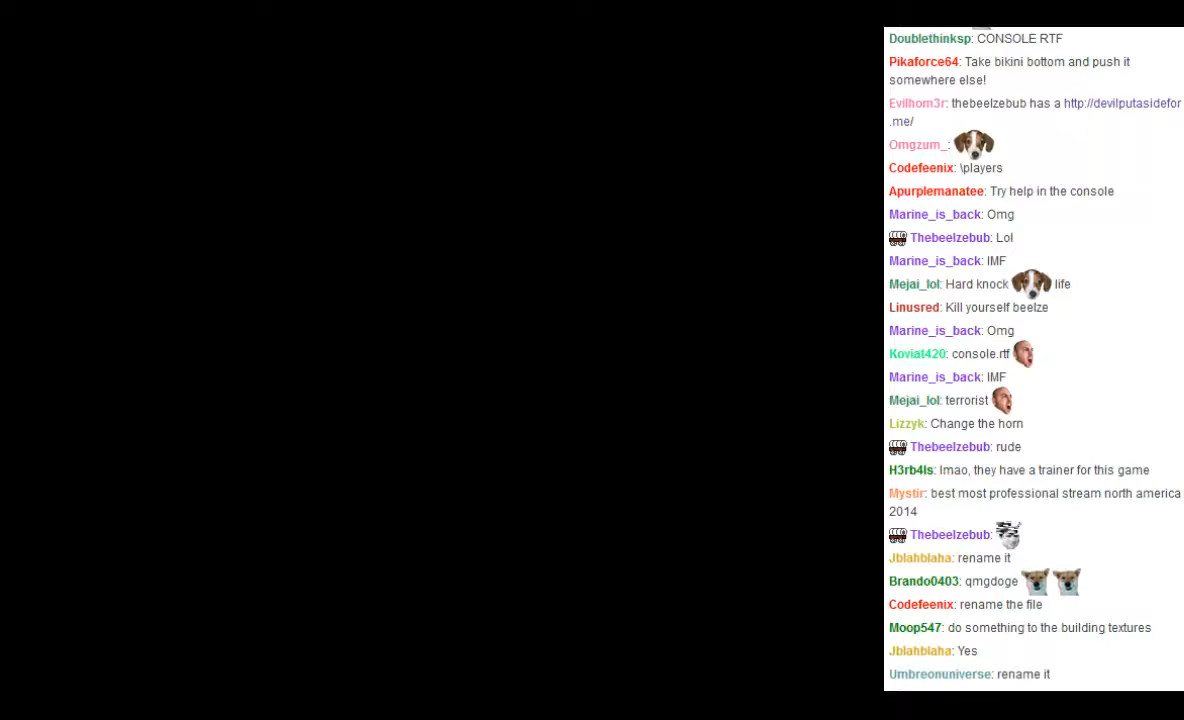 Doublethinksp: CONSOLE RTF
Pikaforce64: Take bikini bottom and push it
somewhere else!
Evilhom3r: thebeelzebub has a http://devilputasidefor
.me/
Omgzum_:
Codefeenix: \players
Apurplemanatee: Try help in the console
Marine_is_back: Omg
Thebeelzebub: Lol
Marine_is_back: IMF
Mejai_lol: Hard knock life
Linusred: Kill yourself beelze
Marine_is_back: Omg
Koviat420: console.rtf
Marine_is_back: IMF
Mejai_lol: terrorist
Lizzyk: Change the horn
Thebeelzebub: rude
H3rb4ls: lmao, they have a trainer for this game
Mystir: best most professional stream north america
2014
Thebeelzebub:
Jblahblaha: rename it
Brando0403: qmgdoge
Codefeenix: rename the file
Moop547: do something to the building textures
Jblahblaha: Yes
Umbreonuniverse: rename it